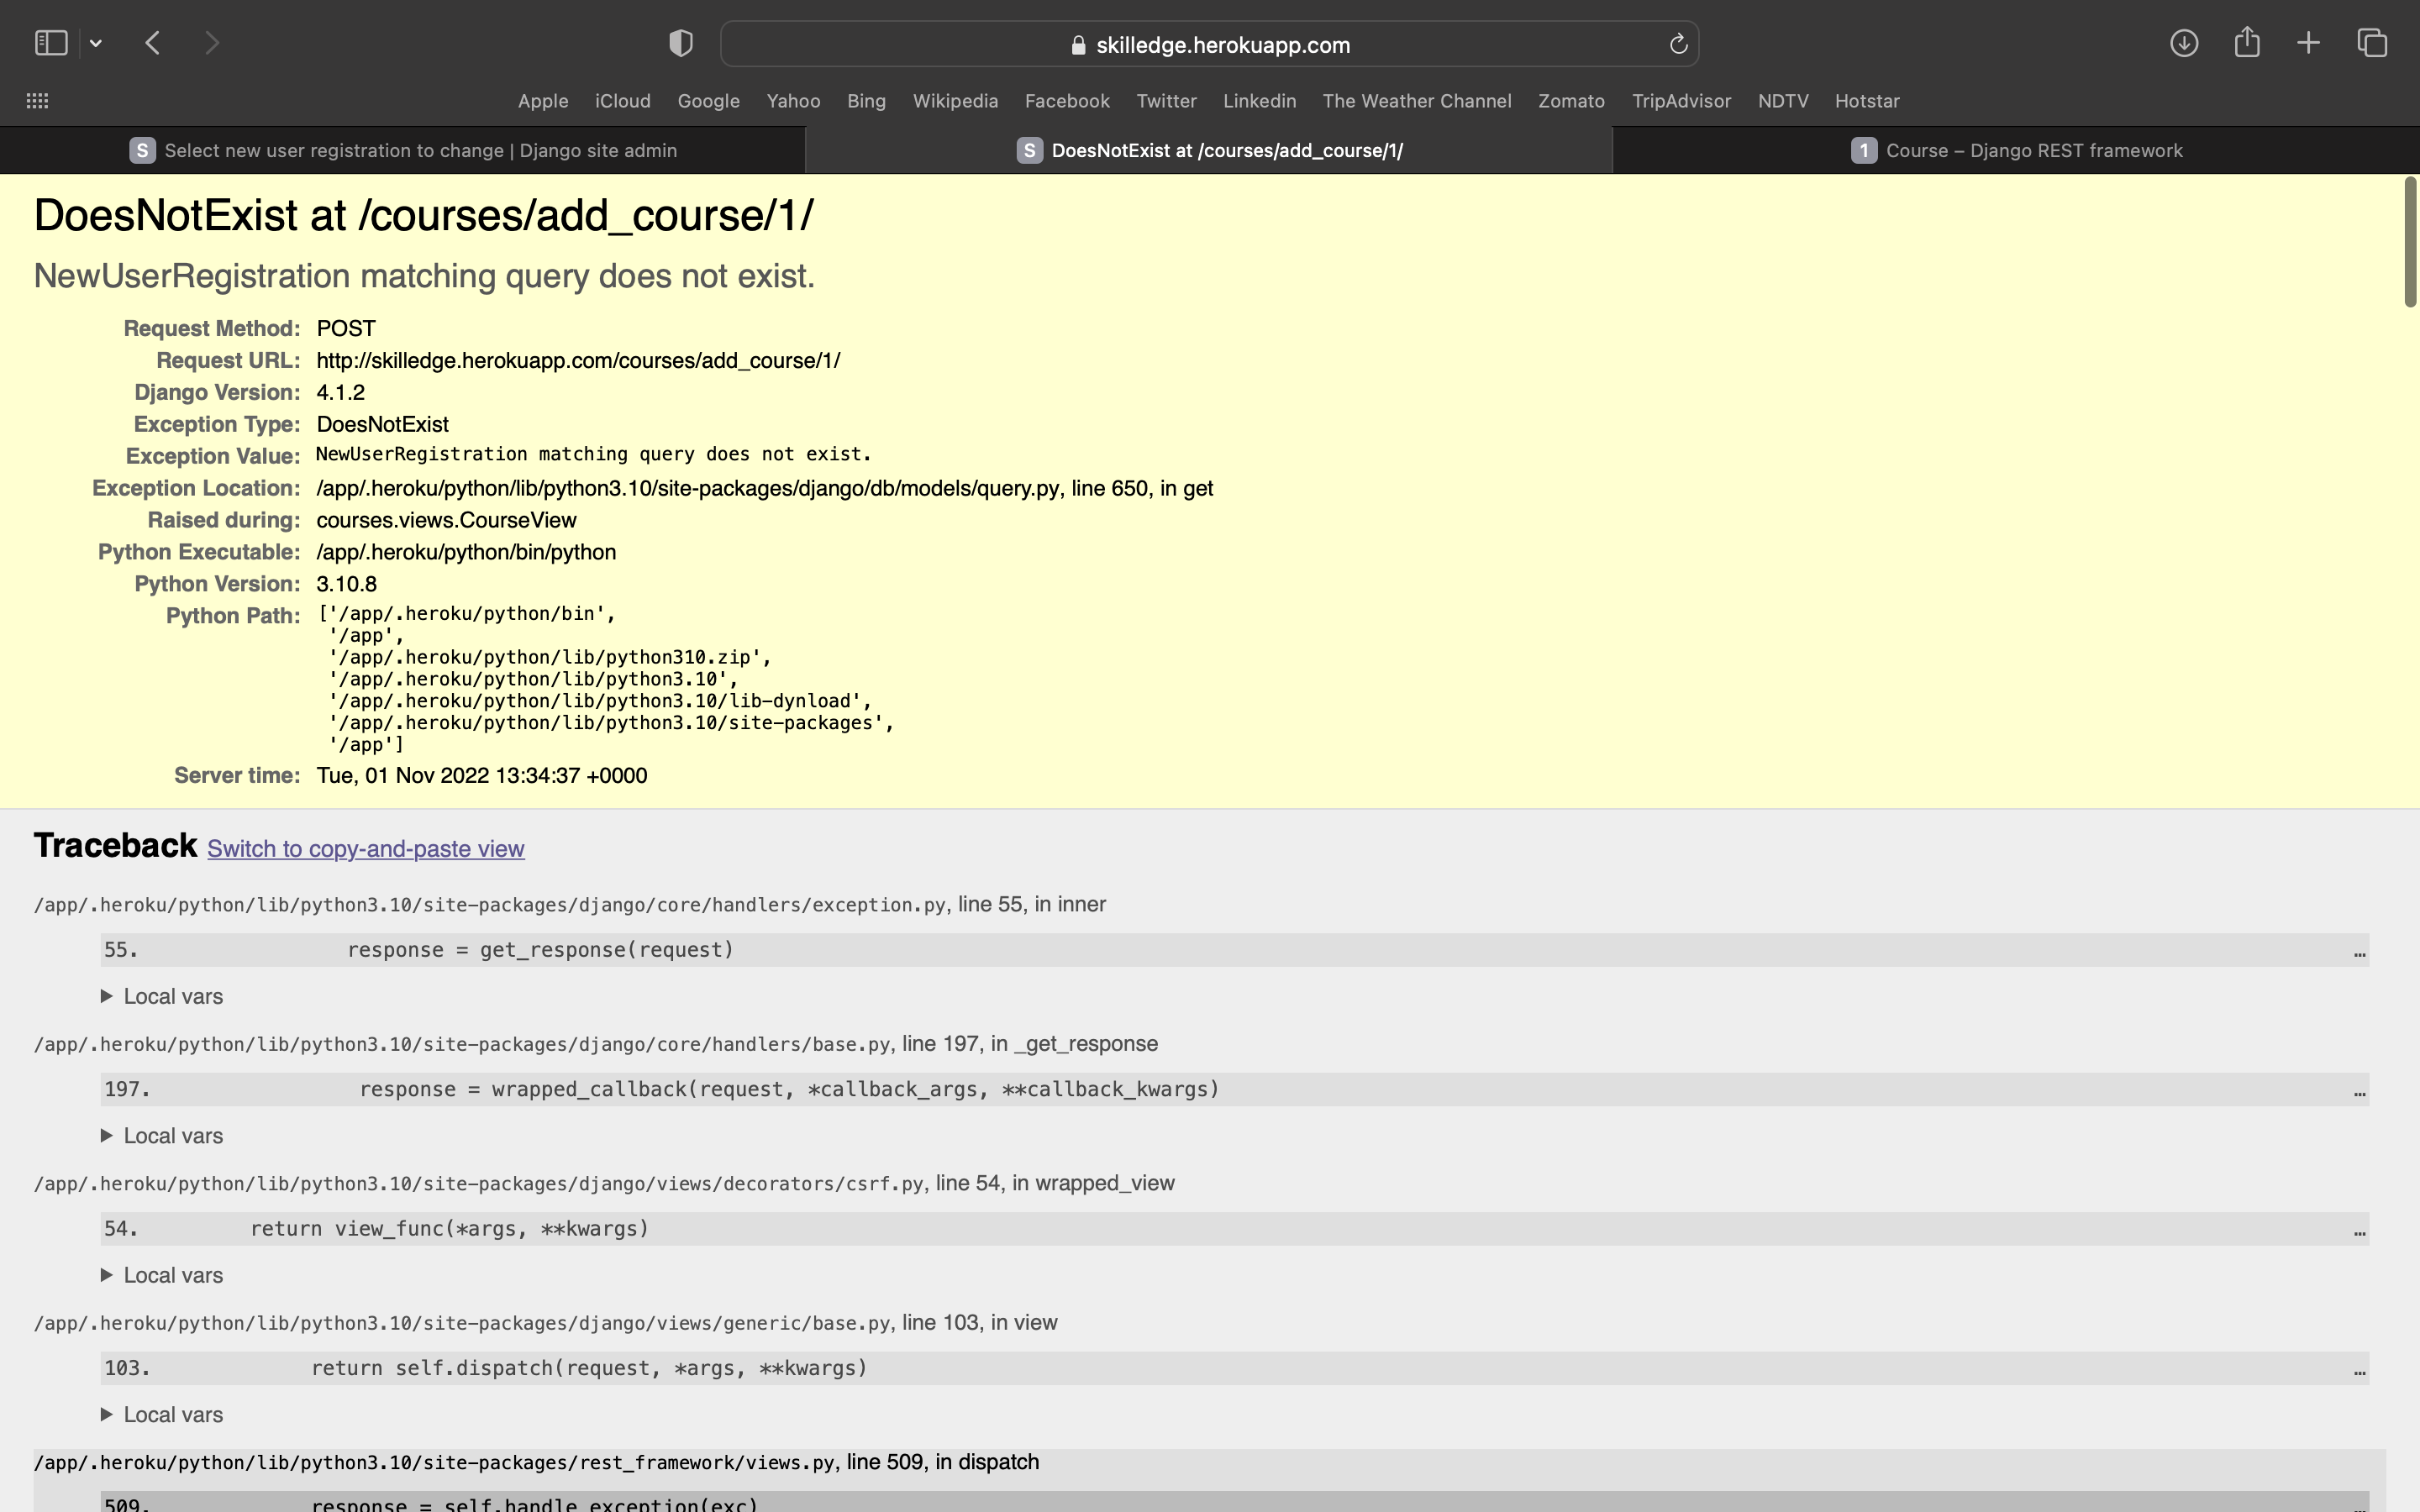 skilledge.herokuapp.com
Apple iCloud Google Yahoo Bing Wikipedia Facebook Twitter Linkedin The Weather Channel Zomato TripAdvisor NDTV Hotstar
S Select new user registration to change | Django site admin
S DoesNotExist at /courses/add_course/1/
1 Course – Django REST framework
DoesNotExist at /courses/add_course/1/
NewUserRegistration matching query does not exist.
Request Method: POST
Request URL: http://skilledge.herokuapp.com/courses/add_course/1/
Django Version: 4.1.2
Exception Type: DoesNotExist
Exception Value: NewUserRegistration matching query does not exist.
Exception Location: /app/.heroku/python/lib/python3.10/site-packages/django/db/models/query.py, line 650, in get
Raised during: courses.views.CourseView
Python Executable: /app/.heroku/python/bin/python
Python Version: 3.10.8
Python Path: ['/app/.heroku/python/bin',
'/app',
'/app/.heroku/python/lib/python310.zip',
'/app/.heroku/python/lib/python3.10',
'/app/.heroku/python/lib/python3.10/lib-dynload',
'/app/.heroku/python/lib/python3.10/site-packages',
'/app']
Server time: Tue, 01 Nov 2022 13:34:37 +0000
Traceback Switch to copy-and-paste view
/app/.heroku/python/lib/python3.10/site-packages/django/core/handlers/exception.py, line 55, in inner
55. response = get_response(request) …
Local vars
/app/.heroku/python/lib/python3.10/site-packages/django/core/handlers/base.py, line 197, in _get_response
197. response = wrapped_callback(request, *callback_args, **callback_kwargs) …
Local vars
/app/.heroku/python/lib/python3.10/site-packages/django/views/decorators/csrf.py, line 54, in wrapped_view
54. return view_func(*args, **kwargs) …
Local vars
/app/.heroku/python/lib/python3.10/site-packages/django/views/generic/base.py, line 103, in view
103. return self.dispatch(request, *args, **kwargs) …
Local vars
/app/.heroku/python/lib/python3.10/site-packages/rest_framework/views.py, line 509, in dispatch
509. response = self.handle_exception(exc) …